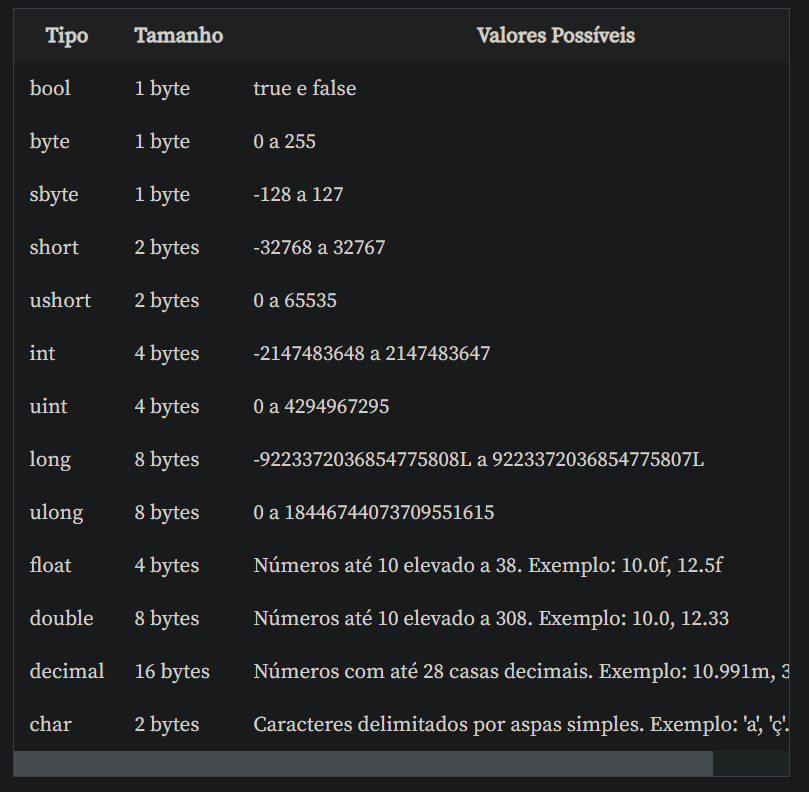 Tipo Tamanho Valores Possíveis
bool 1 byte true e false
byte 1 byte 0 a 255
sbyte 1 byte -128 a 127
short 2 bytes -32768 a 32767
ushort 2 bytes 0 a 65535
int 4 bytes -2147483648 a 2147483647
uint 4 bytes 0 a 4294967295
long 8 bytes -9223372036854775808L a 9223372036854775807L
ulong 8 bytes 0 a 18446744073709551615
float 4 bytes Números até 10 elevado a 38. Exemplo: 10.0f, 12.5f
double 8 bytes Números até 10 elevado a 308. Exemplo: 10.0, 12.33
decimal 16 bytes Números com até 28 casas decimais. Exemplo: 10.991m, 3
char 2 bytes Caracteres delimitados por aspas simples. Exemplo: 'a', 'ç'.